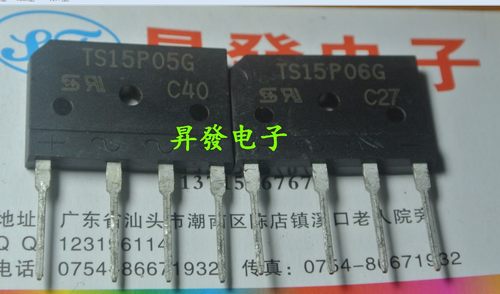 昇發电子
TS15P05G
C40
TS15P06G
C27
昇發电子
地址: 广东省汕头市潮南区陈店镇溪口老人院旁
电话: 0754-86671932 传真: 0754-86671932